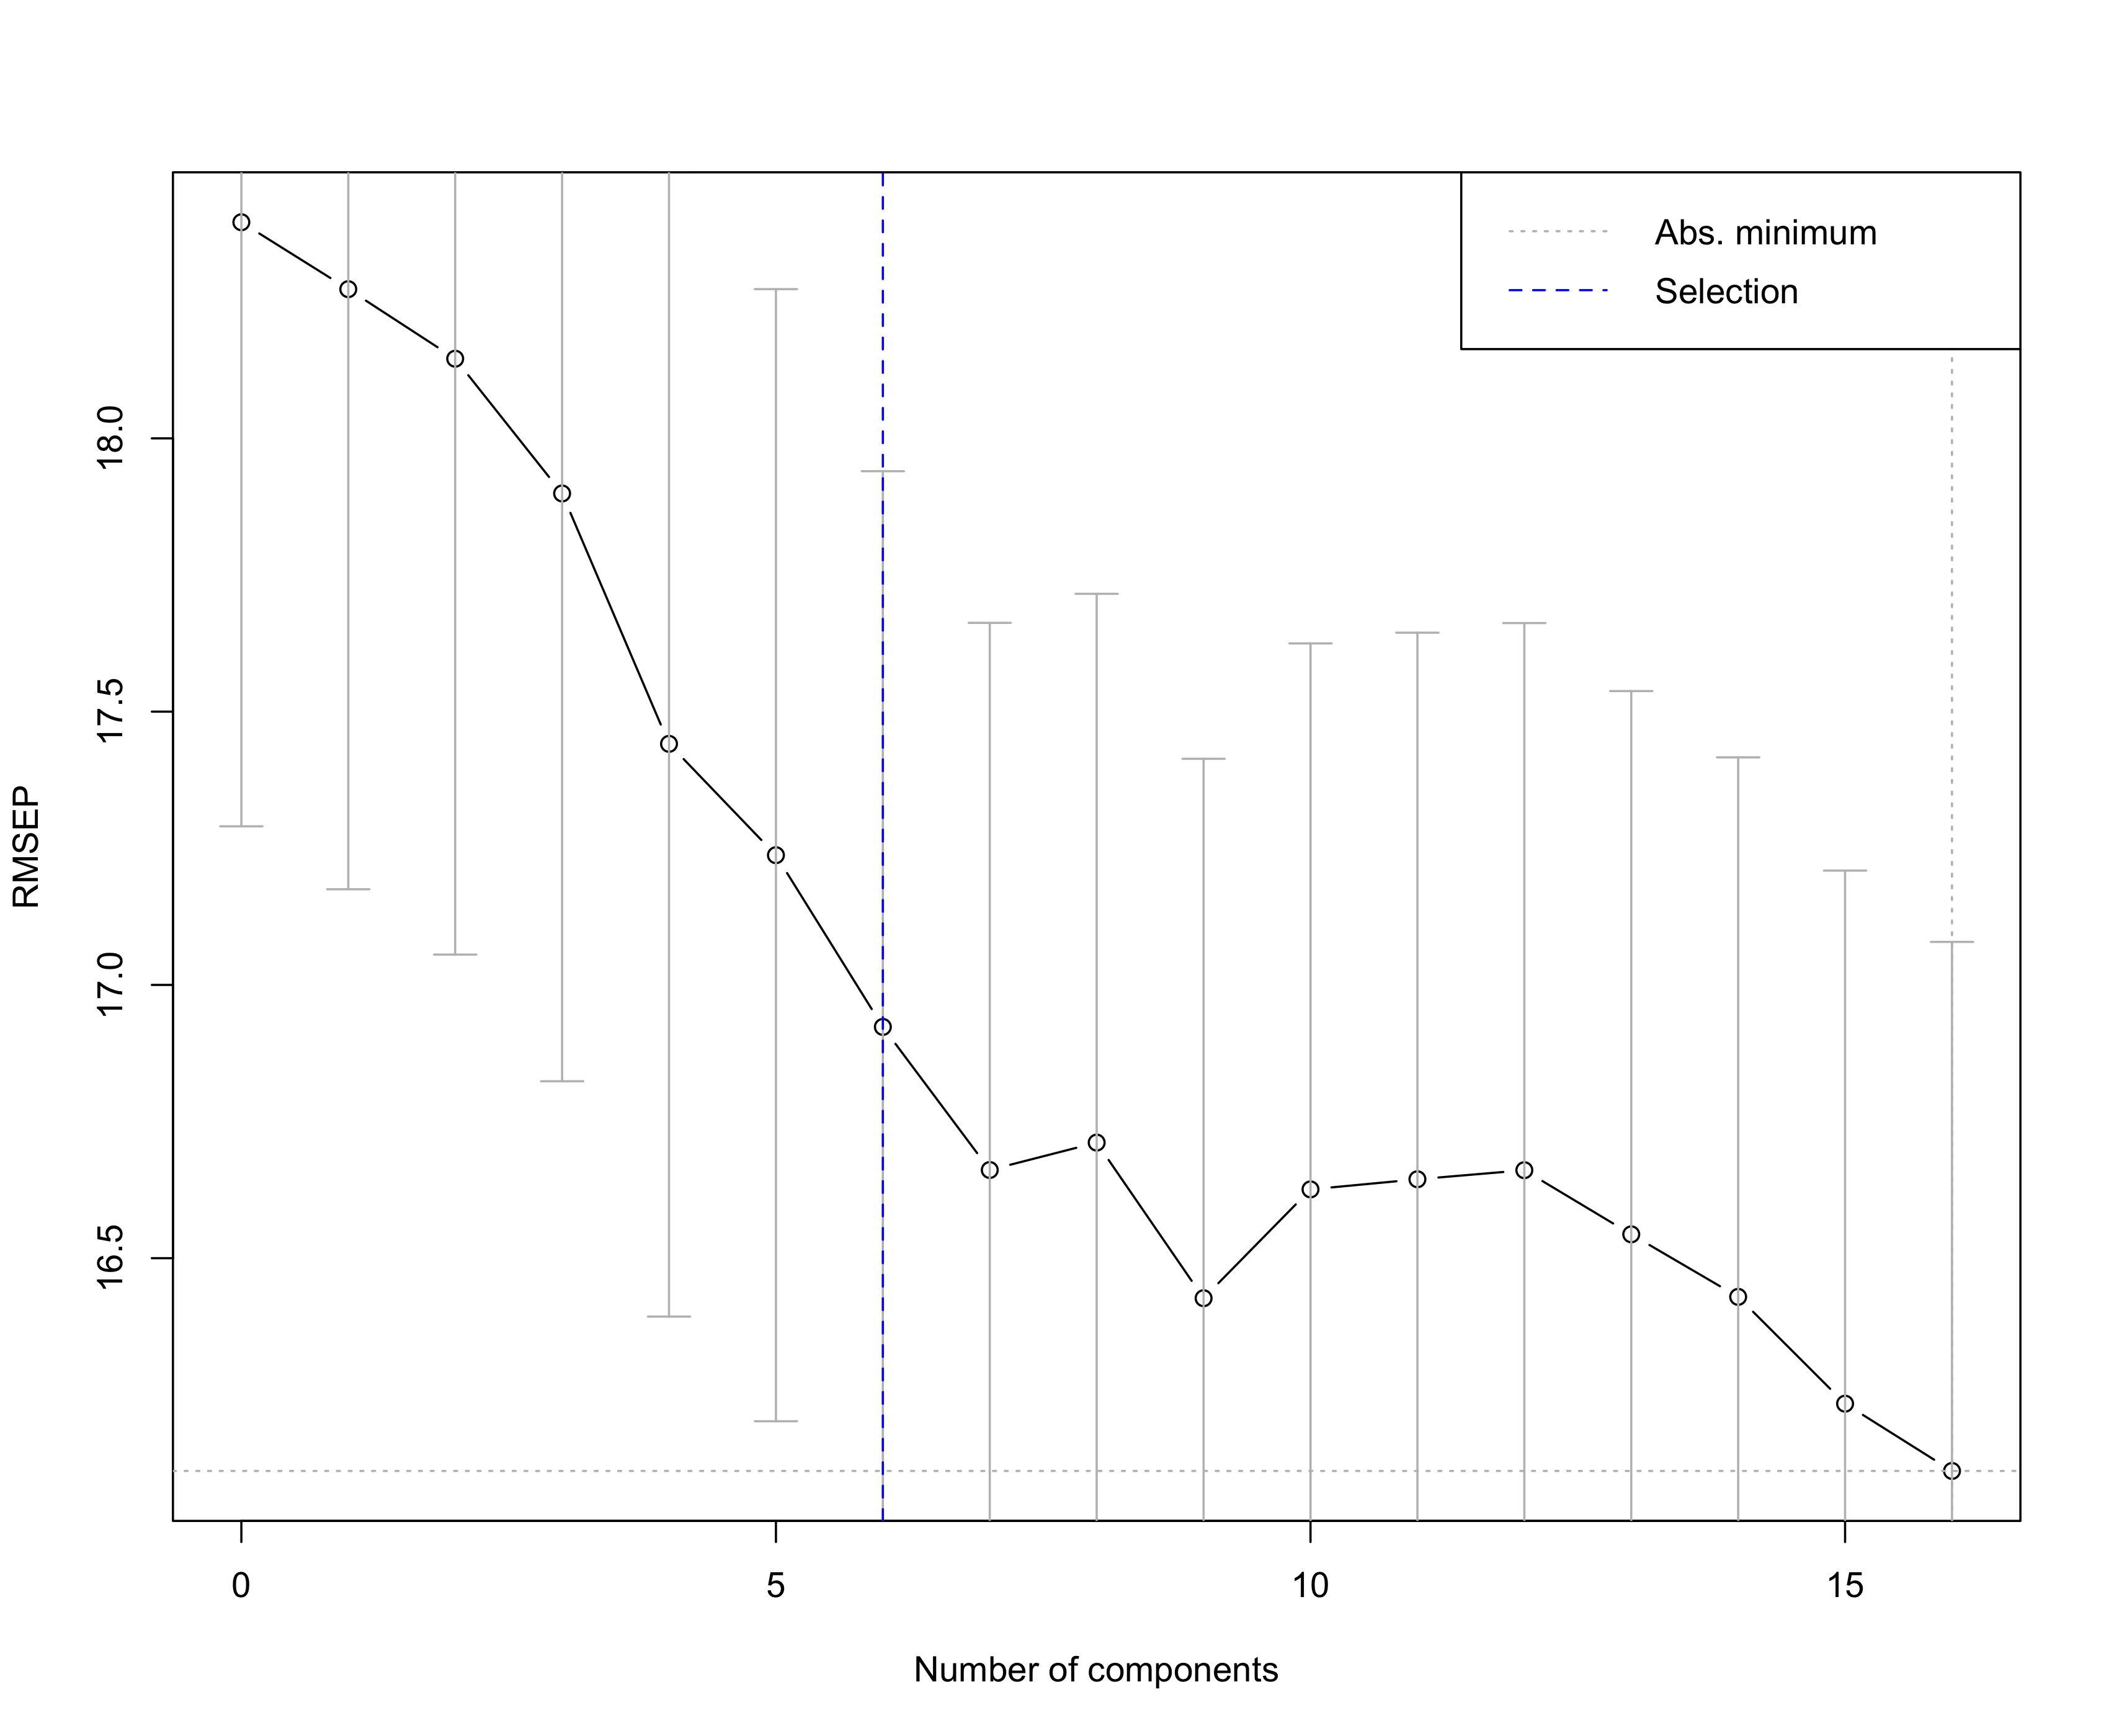 Abs. minimum
Selection
18.0
17.5
17.0
16.5
RMSEP
0 5 10 15
Number of components